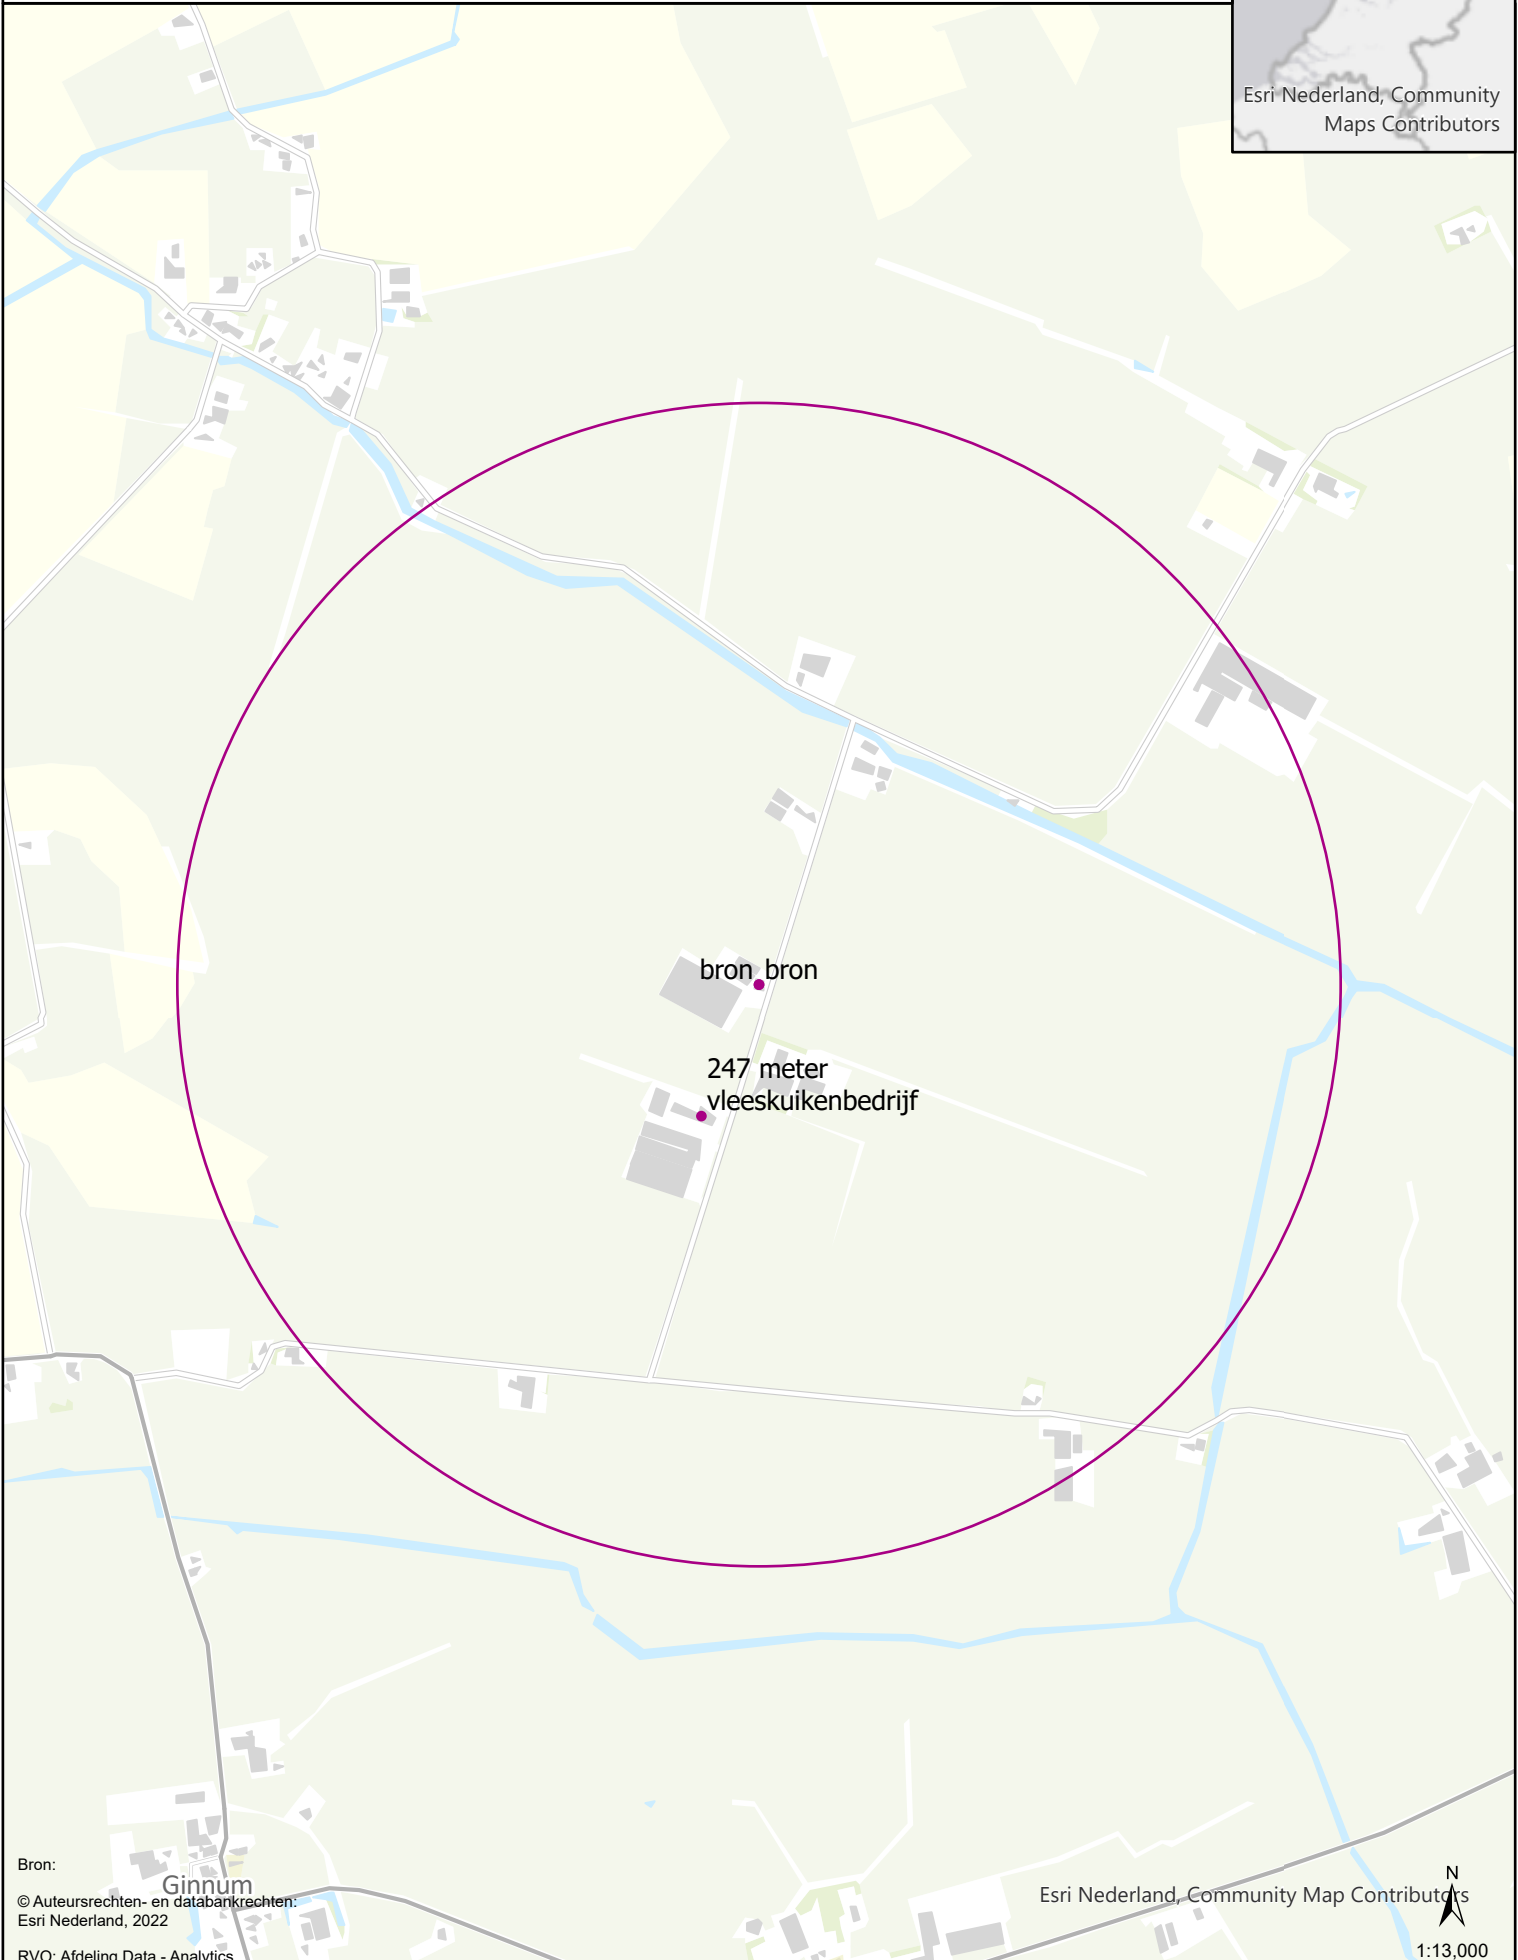 Esri Nederland, Community
Maps Contributors
bron bron
247 meter
vleeskuikenbedrijf
Bron:
Ginnum
© Auteursrechten- en databankrechten:
Esri Nederland, 2022
RVO: Afdeling Data - Analytics
Esri Nederland, Community Map Contributors
N
1:13,000